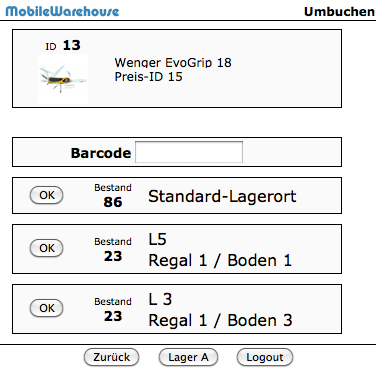 MobileWarehouse Umbuchen
ID 13
Wenger EvoGrip 18
Preis-ID 15
Barcode
OK Bestand 86 Standard-Lagerort
OK Bestand 23 L5
Regal 1 / Boden 1
OK Bestand 23 L 3
Regal 1 / Boden 3
Zurück Lager A Logout